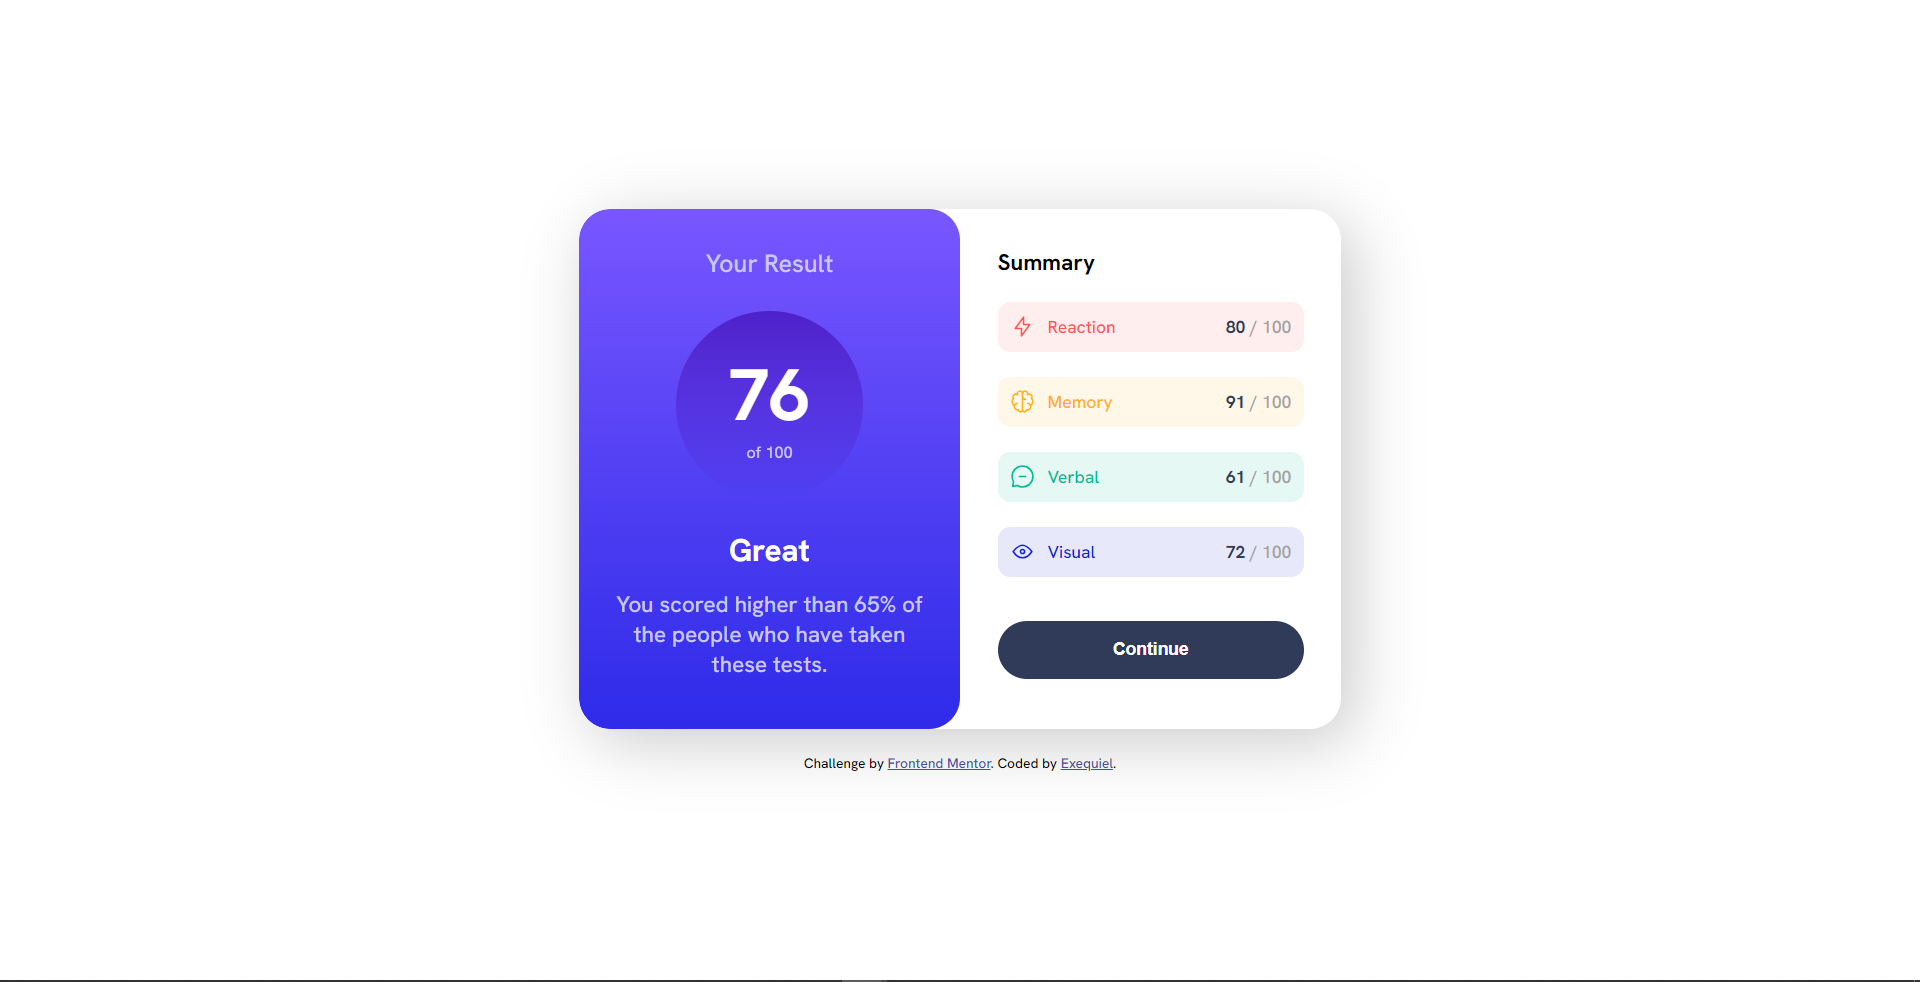 Your Result
76
of 100
Great
You scored higher than 65% of
the people who have taken
these tests.
Summary
Reaction 80 / 100
Memory 91 / 100
Verbal 61 / 100
Visual 72 / 100
Continue
Challenge by Frontend Mentor. Coded by Exequiel.